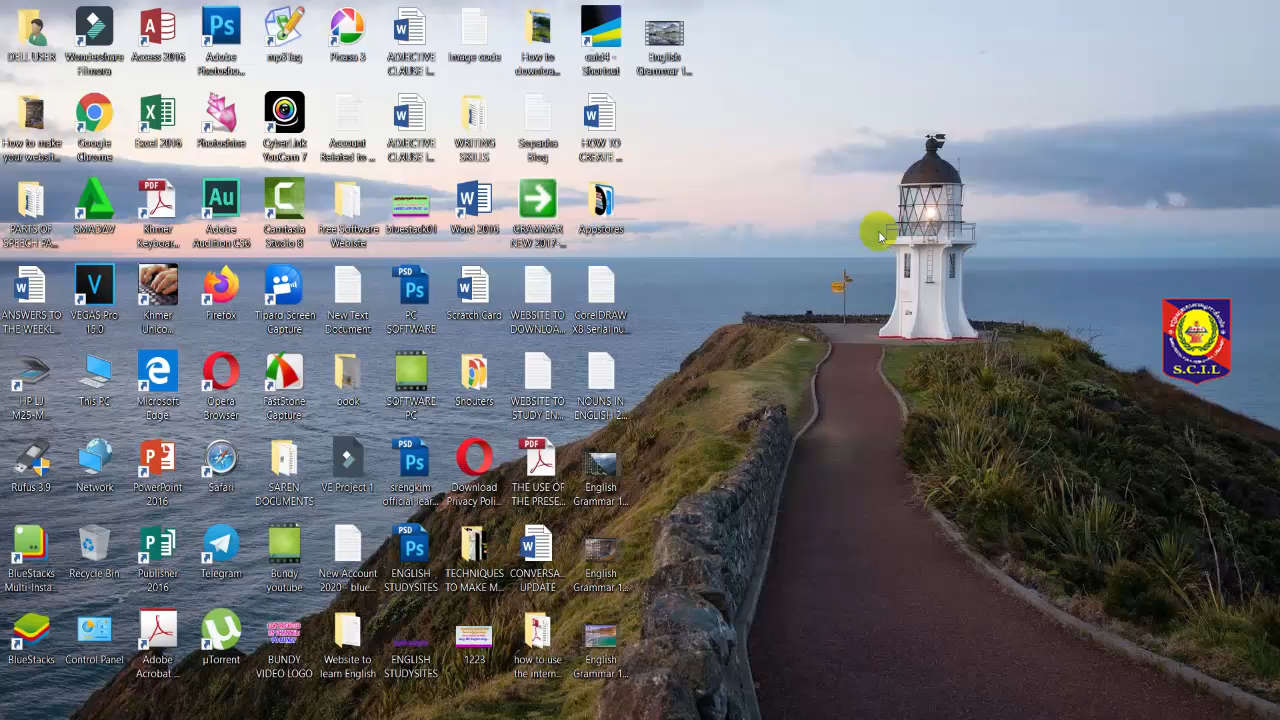 DELL USER
Wondershare
Filmora
Access 2016
Adobe
Photosho...
mp3Tag
Picasa 3
ADJECTIVE
CLAUSE I...
Image code
How to
downloa...
cald4 -
Shortcut
English
Grammar 1...
How to make
your websit...
Google
Chrome
Excel 2016
Photoshine
CyberLink
YouCam 7
Account
Related to ...
ADJECTIVE
CLAUSE I...
WRITING
SKILLS
Sopanha
Blog
HOW TO
CREATE ...
PARTS OF
SPEECH PA...
SMADAV
Khmer
Keyboar...
Adobe
Audition CS6
Camtasia
Studio 8
Free Software
Webiste
bluestack01
Word 2016
GRAMMAR
NEW 2017-...
Appstores
ANSWERS TO
THE WEEKL...
VEGAS Pro
15.0
Khmer
Unico...
Firefox
Tipard Screen
Capture
New Text
Document
PC
SOFTWARE
Scratch Card
WEBSITE TO
DOWNLOA...
CorelDRAW
X8 Serial nu...
HP LJ
M25-M...
This PC
Microsoft
Edge
Opera
Browser
FastStone
Capture
book
SOFTWARE
PC
Shouters
WEBSITE TO
STUDY EN...
NOUNS IN
ENGLISH 2...
Rufus 3.9
Network
PowerPoint
2016
Safari
SAREN
DOCUMENTS
VE Project 1
srengkim
official lear...
Download
Privacy Poli...
THE USE OF
THE PRESE...
English
Grammar 1...
BlueStacks
Multi-Insta...
Recycle Bin
Publisher
2016
Telegram
Bundy
youtube
New Account
2020 - blue...
ENGLISH
STUDYSITES
TECHNIQUES
TO MAKE M...
CONVERSA...
UPDATE
English
Grammar 1...
BlueStacks
Control Panel
Adobe
Acrobat ...
µTorrent
BUNDY
VIDEO LOGO
Website to
learn English
ENGLISH
STUDYSITES
1223
how to use
the intern...
English
Grammar 1...
S.C.I.L